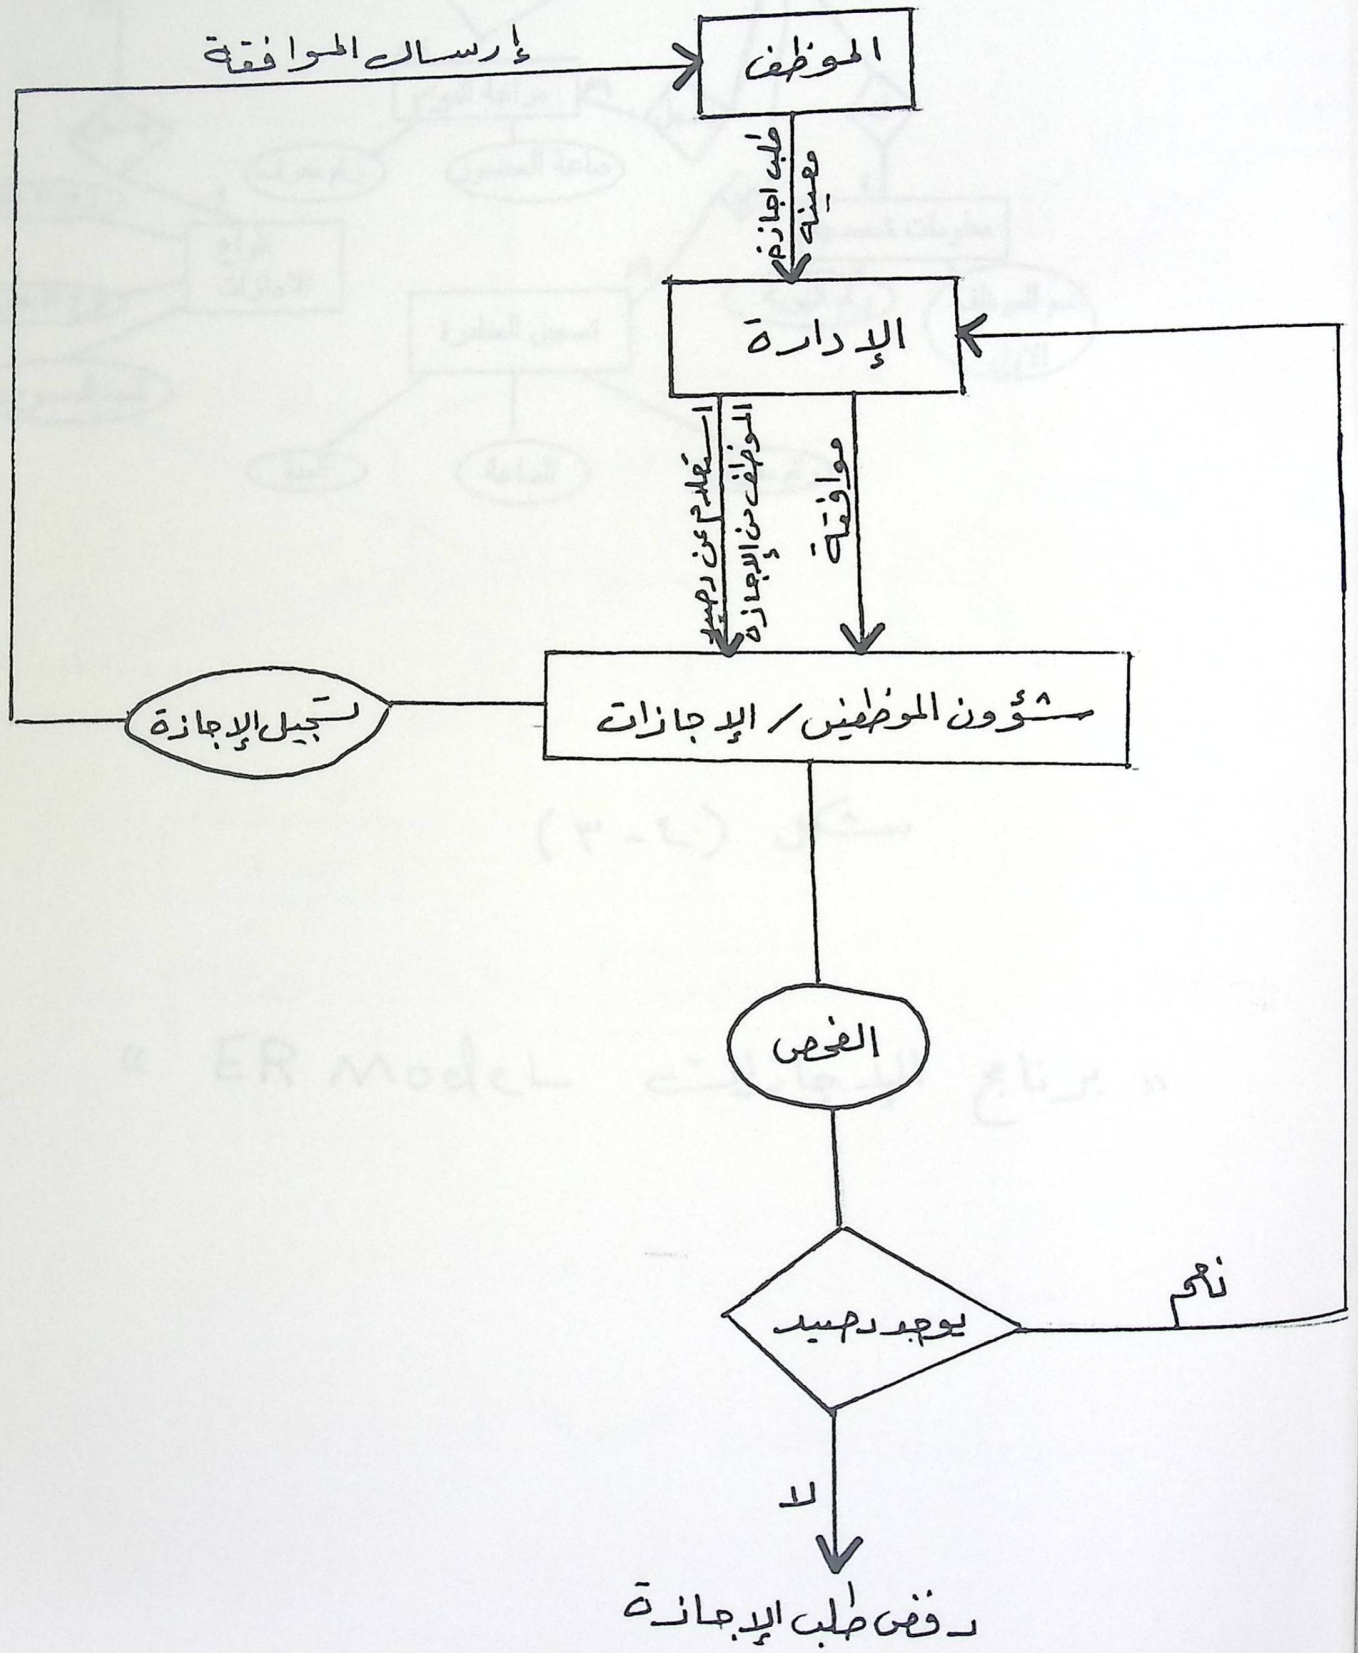 إرسال الموافقة
الموظف
طلب اجازة
معينة
الإدارة
استعلام عن رصيد
الموظف من الإجازة
موافقة
شؤون الموظفين / الإجازات
تسجيل الإجازة
الفحص
يوجد رصيد
نعم
لا
رفض طلب الإجازة